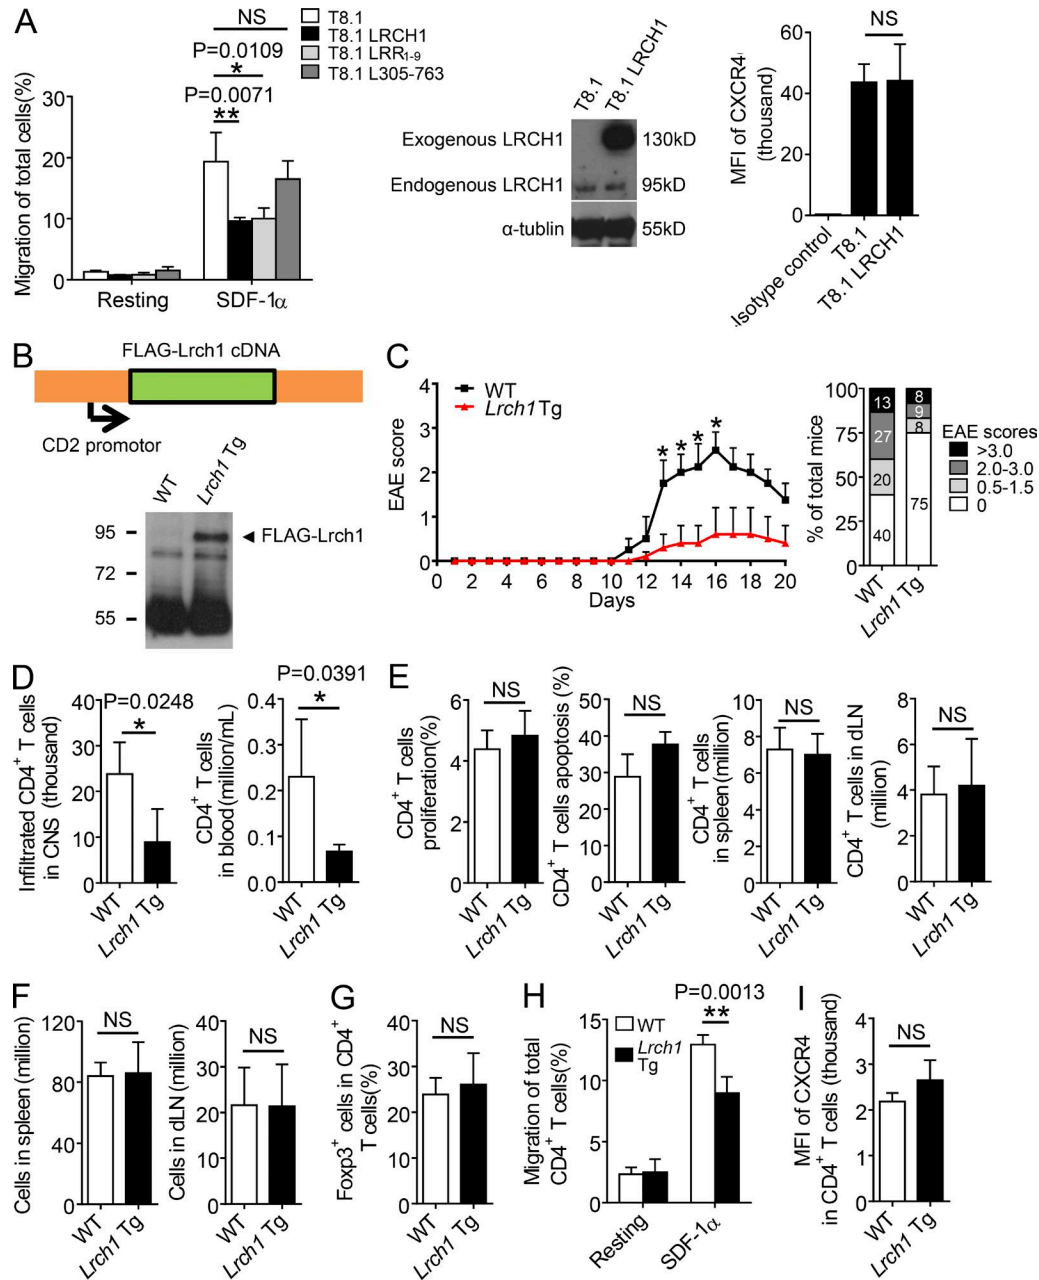 A
NS
T8.1
T8.1 LRCH1
T8.1 LRR1-9
T8.1 L305-763
P=0.0109
*
P=0.0071
**
Migration of total cells(%)
30
20
10
0
Resting
SDF-1α
T8.1
T8.1 LRCH1
Exogenous LRCH1
130kD
Endogenous LRCH1
95kD
α-tublin
55kD
NS
MFI of CXCR4
(thousand)
60
40
20
0
Isotype control
T8.1
T8.1 LRCH1
B
FLAG-Lrch1 cDNA
CD2 promotor
WT
Lrch1 Tg
95
FLAG-Lrch1
72
55
C
EAE score
4
3
2
1
0
WT
Lrch1 Tg
* * * *
0 2 4 6 8 10 12 14 16 18 20
Days
% of total mice
100
75
50
25
0
13
27
20
40
8
9
8
75
WT
Lrch1 Tg
EAE scores
>3.0
2.0-3.0
0.5-1.5
0
D
P=0.0248
*
Infiltrated CD4+ T cells
in CNS (thousand)
40
30
20
10
0
WT
Lrch1 Tg
P=0.0391
*
CD4+ T cells
in blood (million/mL)
0.4
0.3
0.2
0.1
0.0
WT
Lrch1 Tg
E
NS
CD4+ T cells
proliferation(%)
6
4
2
0
WT
Lrch1 Tg
NS
CD4+ T cells apoptosis (%)
50
40
30
20
10
0
WT
Lrch1 Tg
NS
CD4+ T cells
in spleen (million)
10
8
6
4
2
0
WT
Lrch1 Tg
NS
CD4+ T cells in dLN
(million)
8
6
4
2
0
WT
Lrch1 Tg
F
NS
Cells in spleen (million)
120
80
40
0
WT
Lrch1 Tg
NS
Cells in dLN (million)
40
30
20
10
0
WT
Lrch1 Tg
G
NS
Foxp3+ cells in CD4+
T cells(%)
40
30
20
10
0
WT
Lrch1 Tg
H
P=0.0013
**
WT
Lrch1
Tg
Migration of total
CD4+ T cells(%)
15
10
5
0
Resting
SDF-1α
I
NS
MFI of CXCR4
in CD4+ T cells (thousand)
4
3
2
1
0
WT
Lrch1 Tg